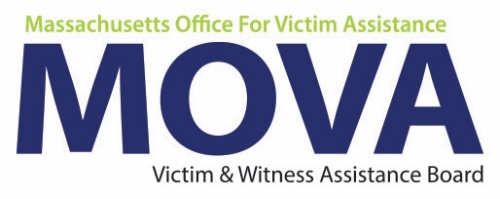 Massachusetts Office For Victim Assistance
MOVA
Victim & Witness Assistance Board